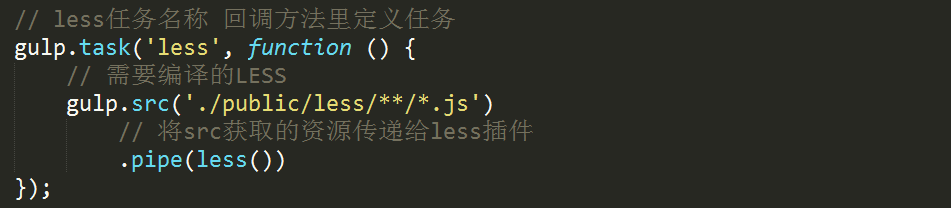 // less任务名称 回调方法里定义任务
gulp.task('less', function () {
    // 需要编译的LESS
    gulp.src('./public/less/**/*.js')
        // 将src获取的资源传递给less插件
        .pipe(less())
});